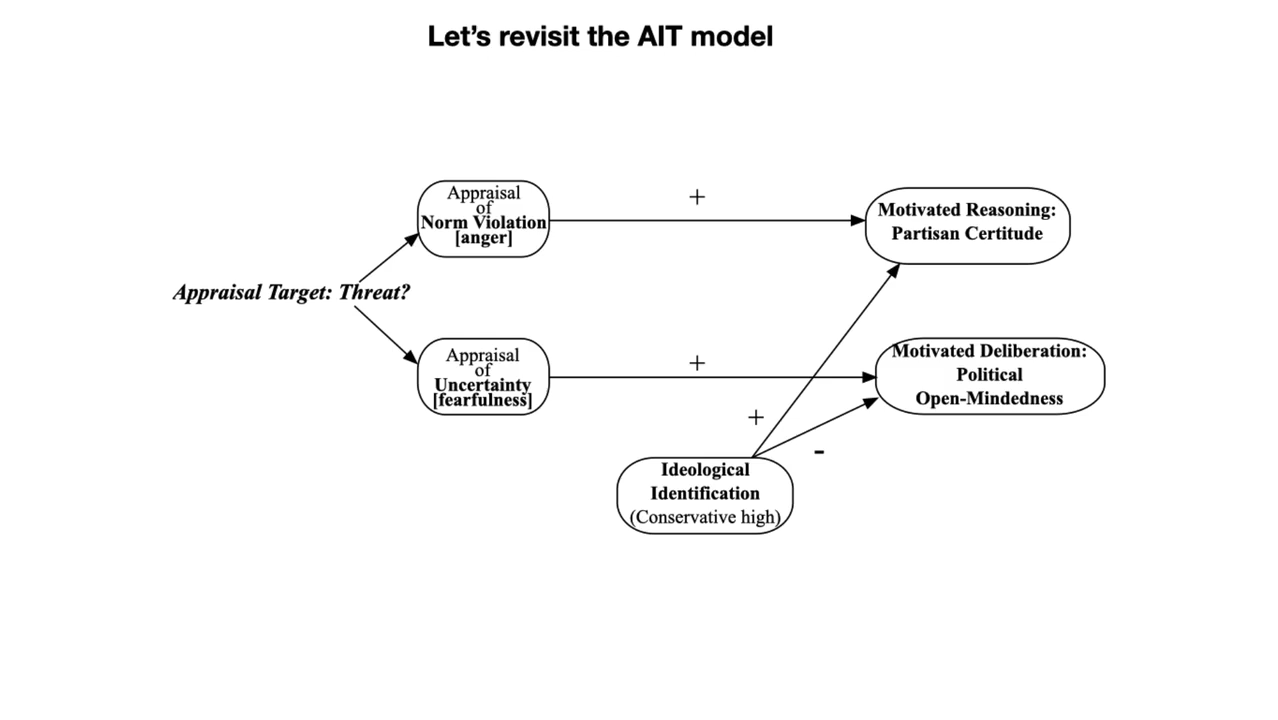 Let’s revisit the AIT model
Appraisal
of
Norm Violation
[anger]
+
Motivated Reasoning:
Partisan Certitude
Appraisal Target: Threat?
Appraisal
of
Uncertainty
[fearfulness]
+
Motivated Deliberation:
Political
Open-Mindedness
+
-
Ideological
Identification
(Conservative high)